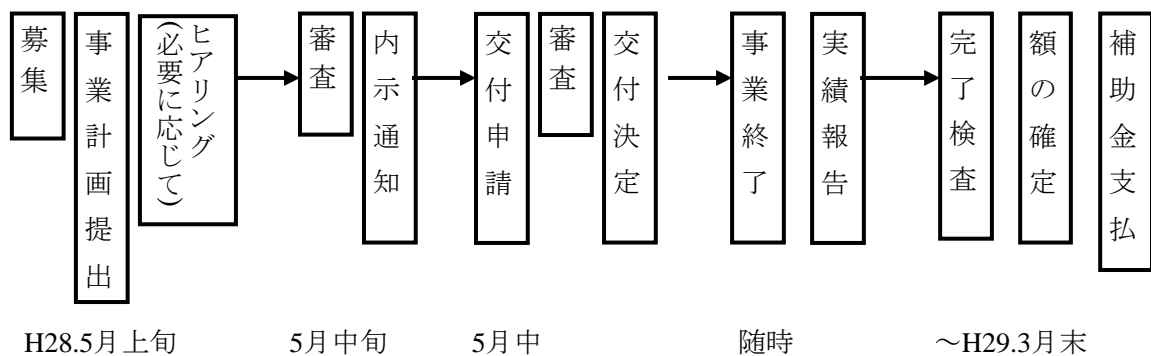 募集
事業計画提出
ヒアリング
(必要に応じて)
審査
内示通知
交付申請
審査
交付決定
事業終了
実績報告
完了検査
額の確定
補助金支払
H28.5月上旬
5月中旬
5月中
随時
～H29.3月末